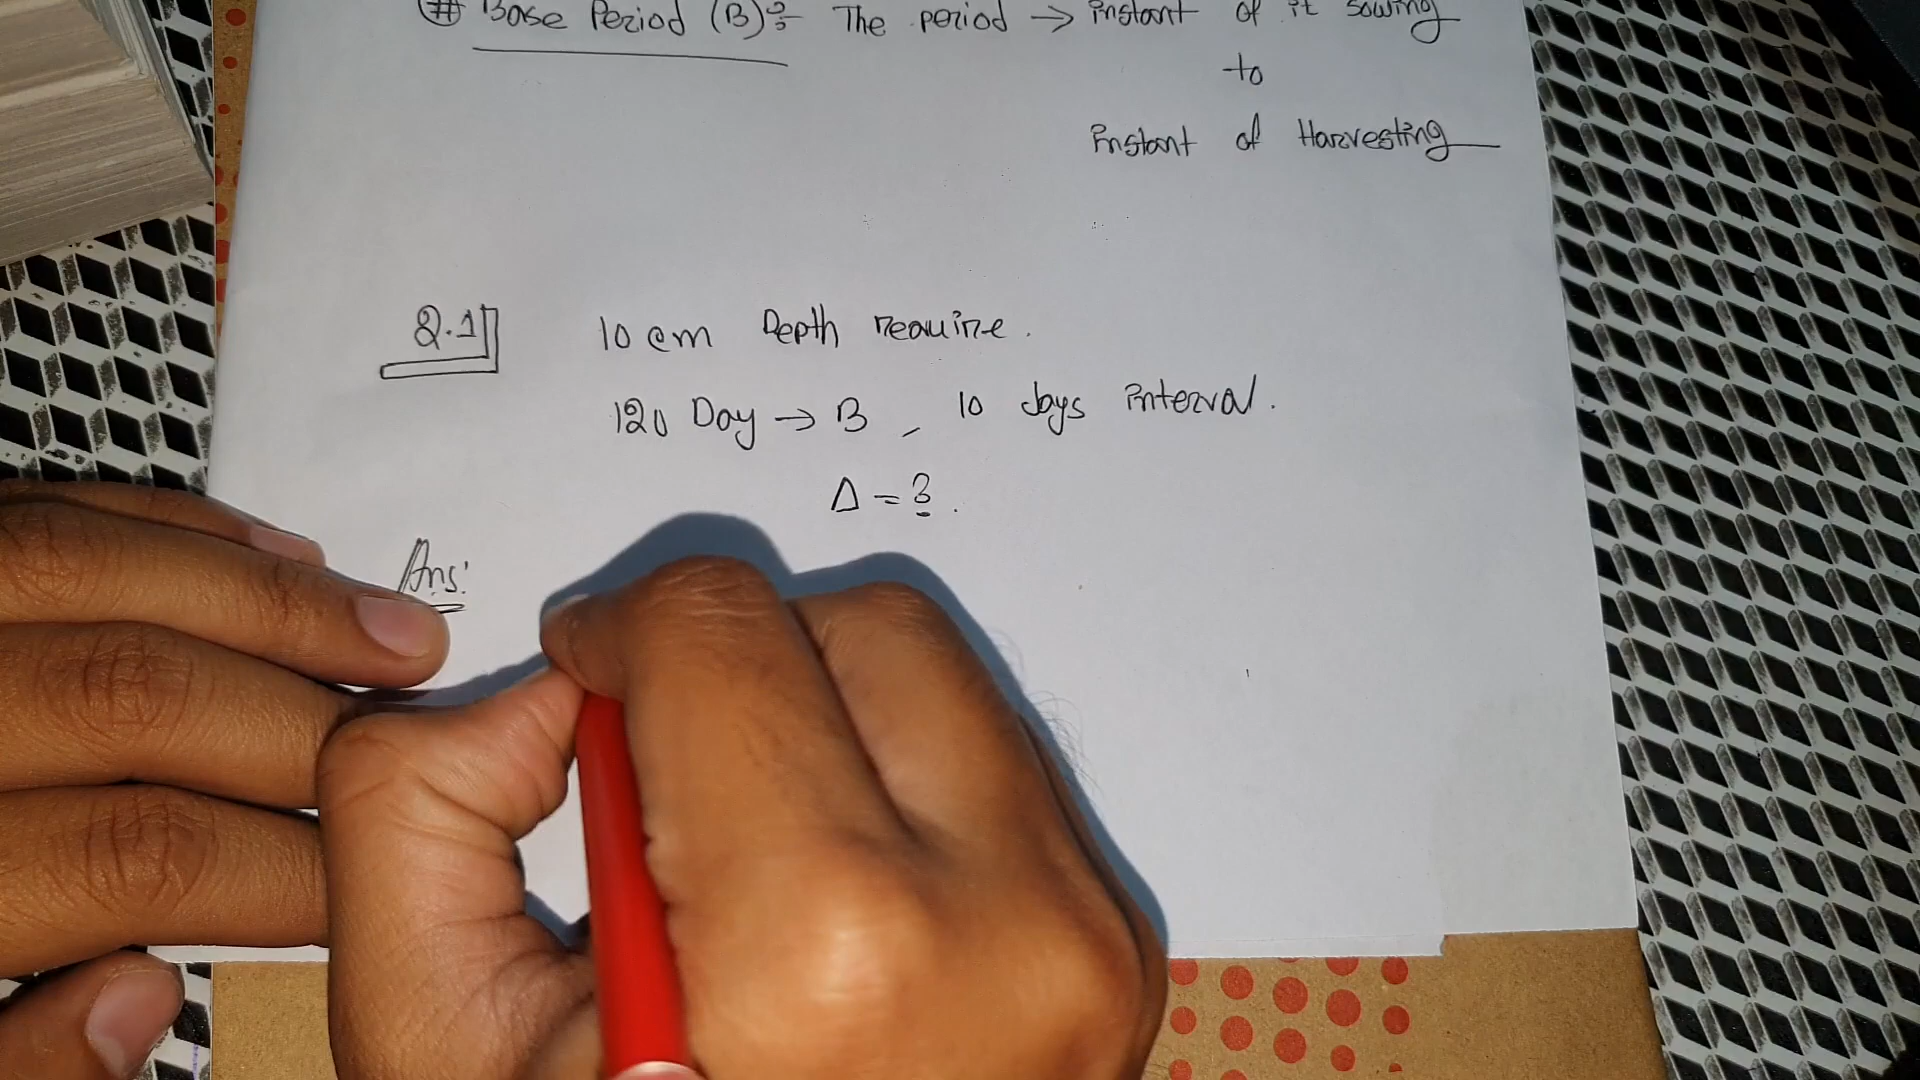 # Base Period (B) :- The period → instant of it sowing
to
instant of Harvesting
Q.1 10 cm Depth require.
120 Day → B, 10 days interval.
Δ = ?.
Ans: